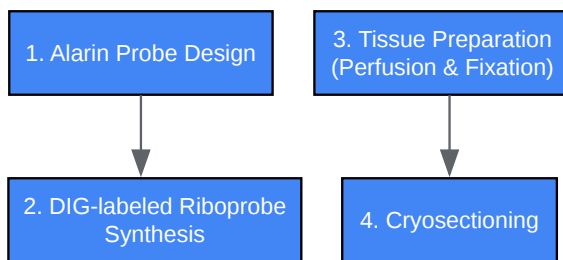 1. Alarin Probe Design
2. DIG-labeled Riboprobe
Synthesis
3. Tissue Preparation
(Perfusion & Fixation)
4. Cryosectioning